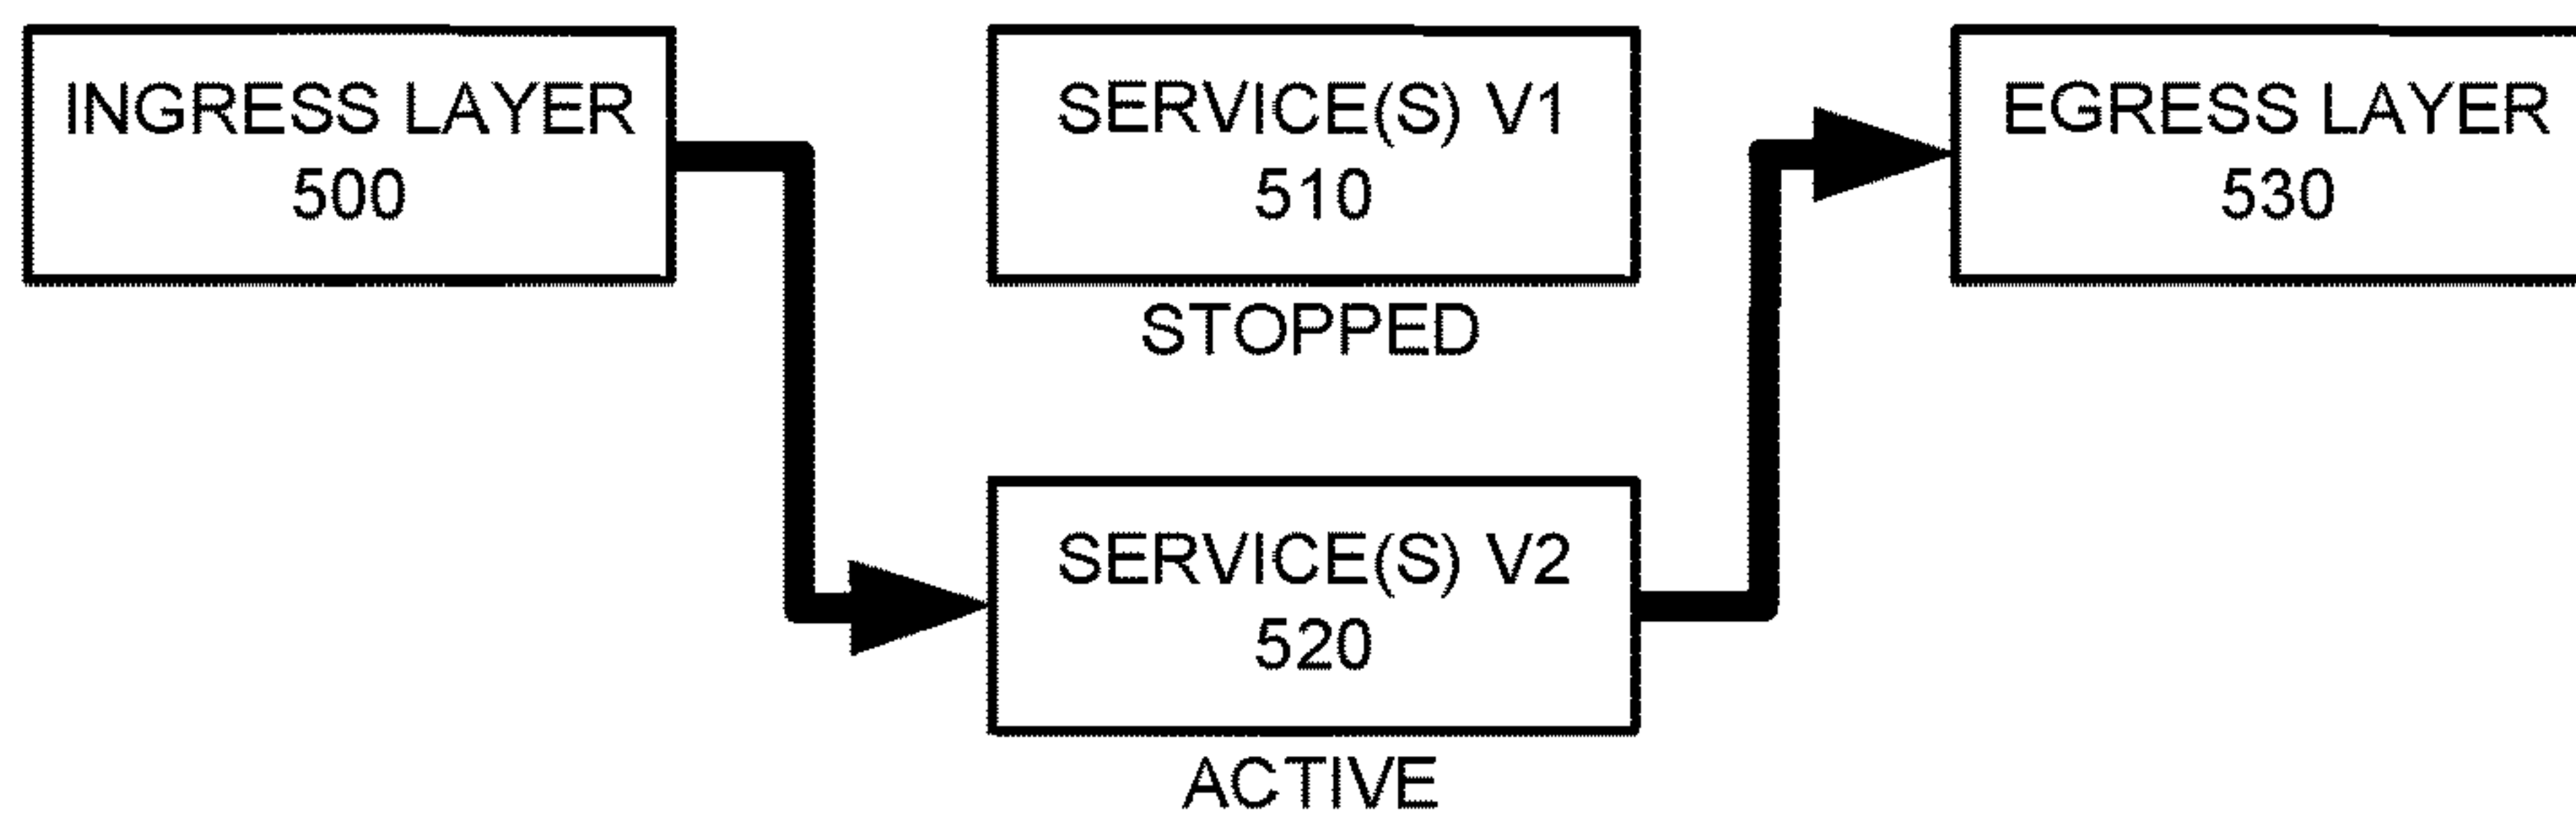 INGRESS LAYER
500
SERVICE(S) V1
510
STOPPED
SERVICE(S) V2
520
ACTIVE
EGRESS LAYER
530